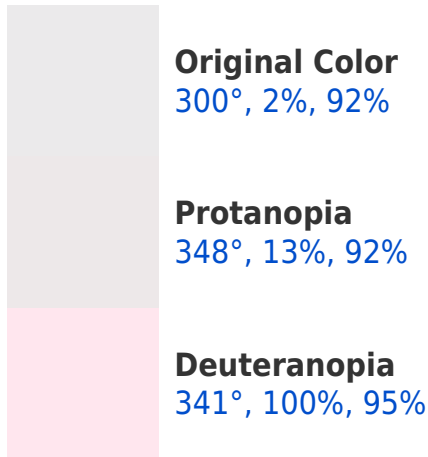 Original Color
300°, 2%, 92%
Protanopia
348°, 13%, 92%
Deuteranopia
341°, 100%, 95%